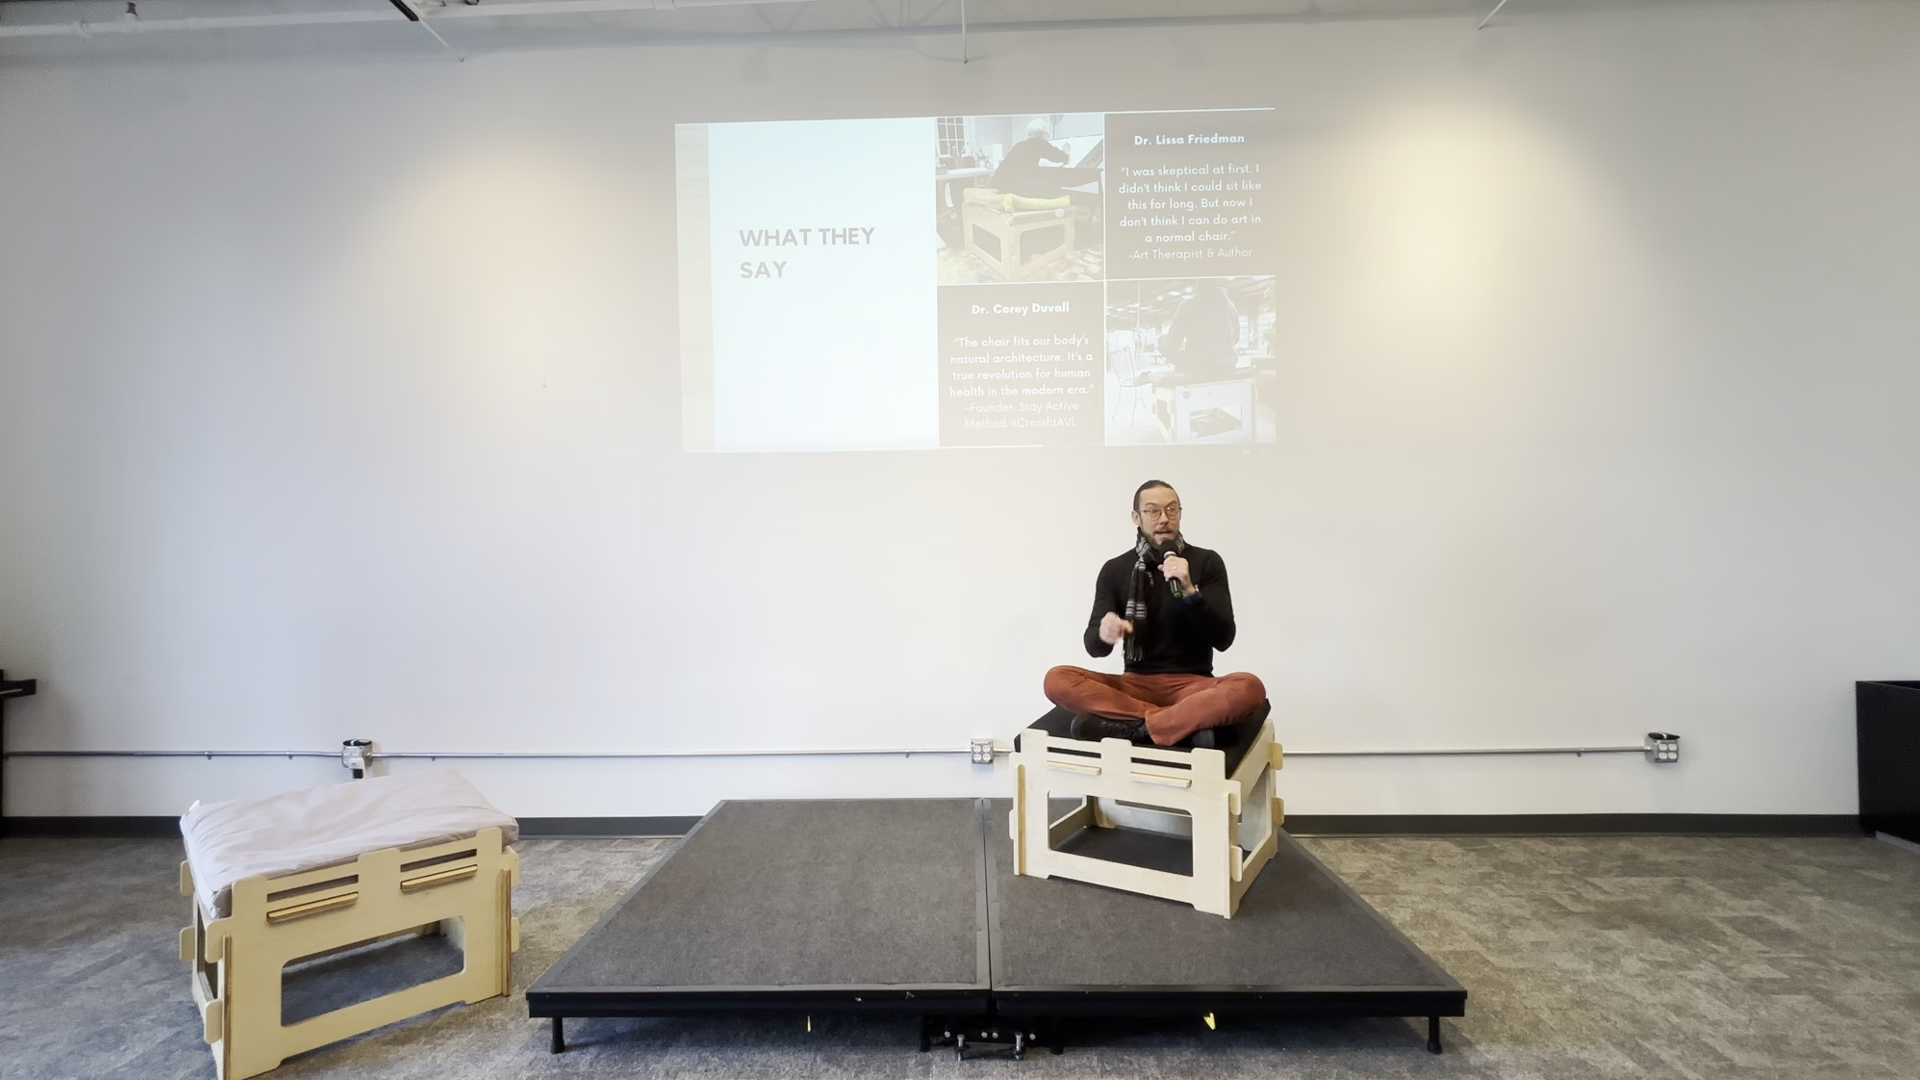 WHAT THEY
SAY
Dr. Lissa Friedman
"I was skeptical at first. I
didn't think I could sit like
this for long. But now I
don't think I can do art in
a normal chair."
-Art Therapist & Author
Dr. Corey Duvall
"The chair fits our body's
natural architecture. It's a
true revolution for human
health in the modern era."
-Founder, Stay Active
Method #CrossfitAVL